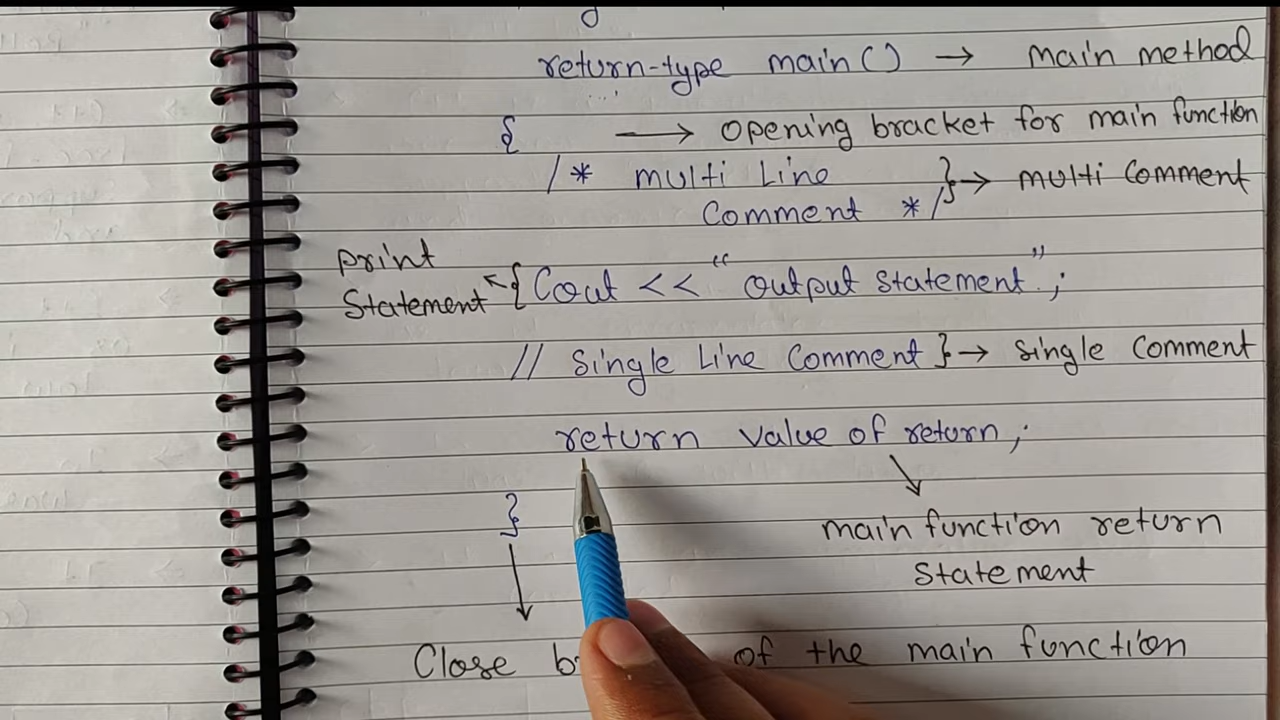 return-type main() → main method
{ → opening bracket for main function
/* multi Line } → multi Comment
Comment */
print
Statement ← { Cout << " output statement ";
// Single Line Comment } → Single Comment
return value of return;
}
main function return
Statement
Close of the main function